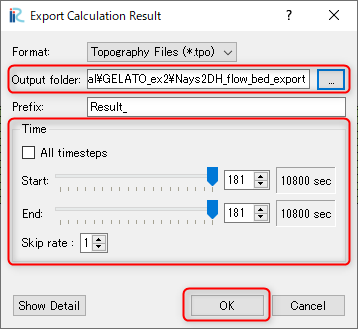 iRIC Export Calculation Result
Format: Topography Files (*.tpo)
Output folder: al¥GELATO_ex2¥Nays2DH_flow_bed_export ...
Prefix: Result_
Time
All timesteps
Start: 181 10800 sec
End: 181 10800 sec
Skip rate : 1
Show Detail OK Cancel